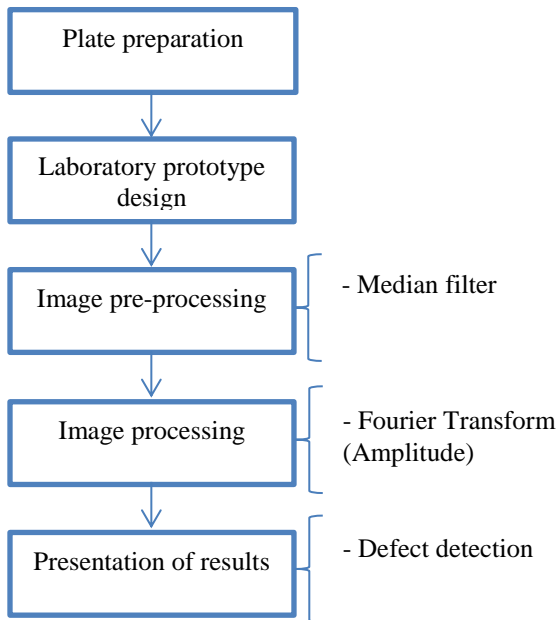 Plate preparation
Laboratory prototype
design
Image pre-processing
- Median filter
Image processing
- Fourier Transform
(Amplitude)
Presentation of results
- Defect detection